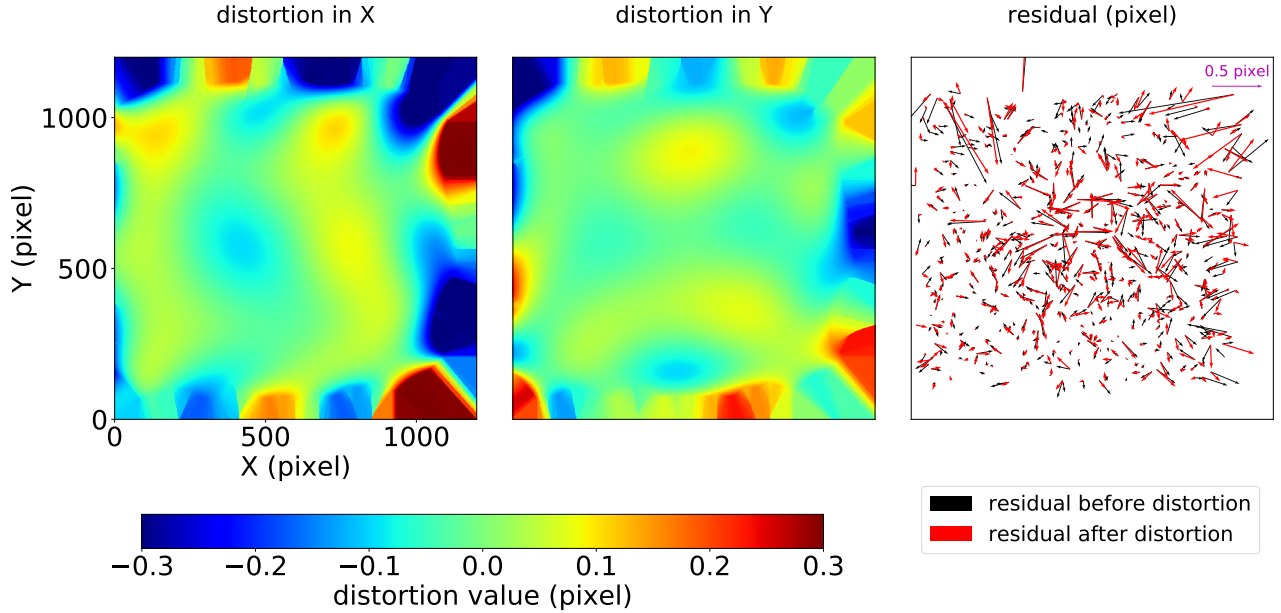 distortion in X
distortion in Y
residual (pixel)
0.5 pixel
1000
500
0
Y (pixel)
0
500
1000
X (pixel)
residual before distortion
residual after distortion
−0.3
−0.2
−0.1
0.0
0.1
0.2
0.3
distortion value (pixel)